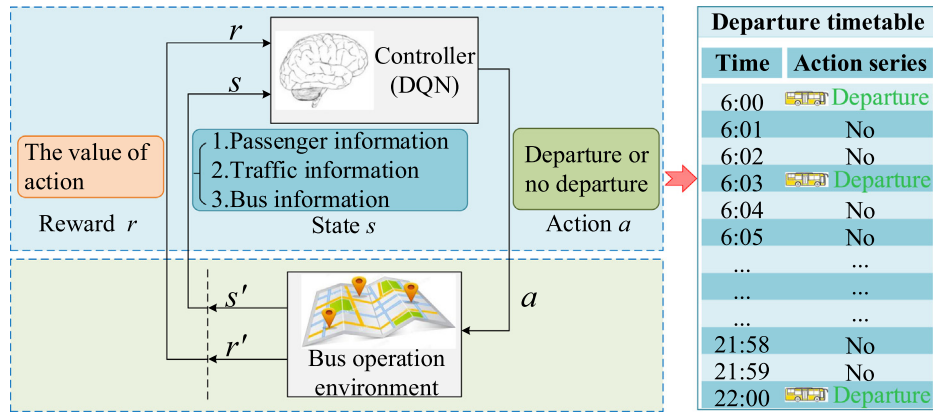 r
s
Controller
(DQN)
The value of
action
Reward r
1.Passenger information
2.Traffic information
3.Bus information
State s
Departure or
no departure
Action a
s′
r′
a
Bus operation
environment
Departure timetable
Time Action series
6:00 Departure
6:01 No
6:02 No
6:03 Departure
6:04 No
6:05 No
... ...
... ...
... ...
21:58 No
21:59 No
22:00 Departure